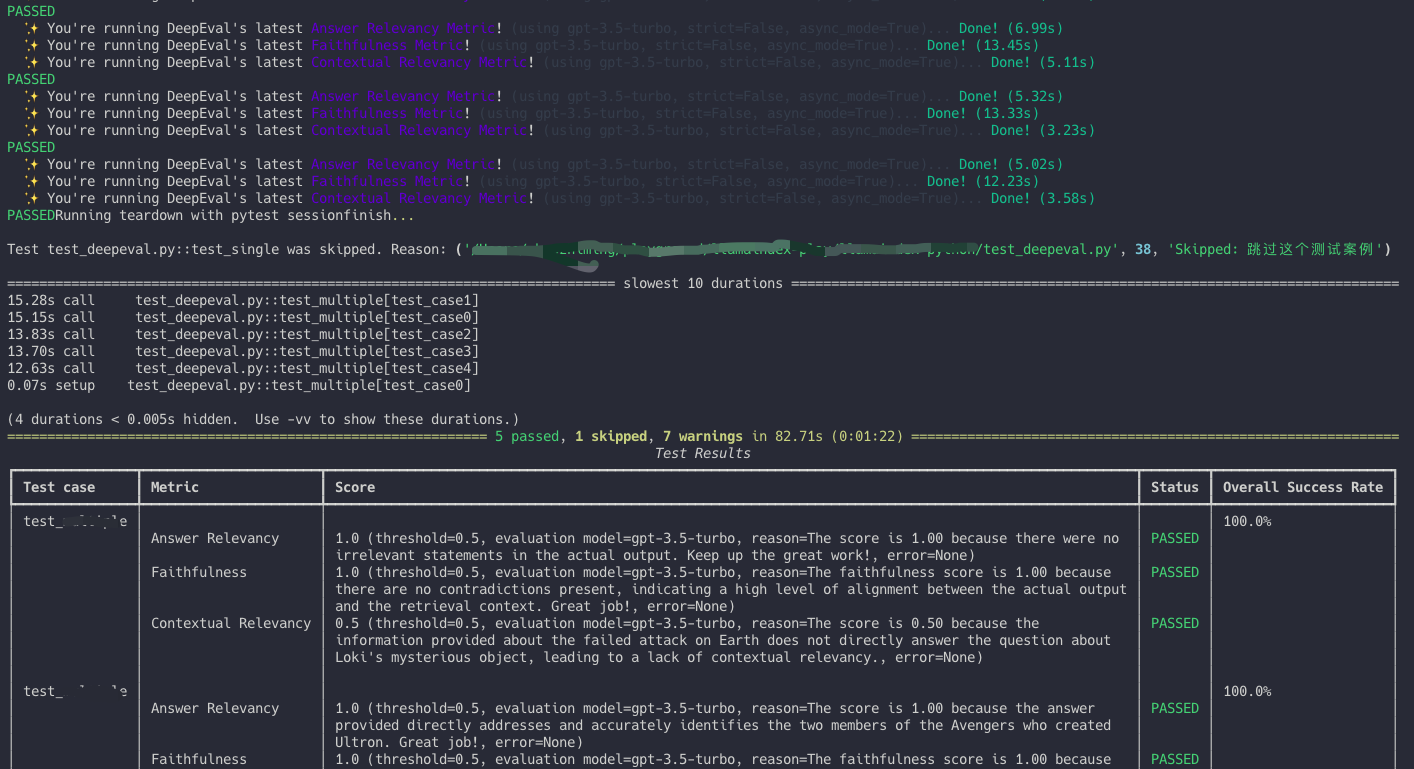 PASSED
✨ You're running DeepEval's latest Answer Relevancy Metric! (using gpt-3.5-turbo, strict=False, async_mode=True)... Done! (6.99s)
✨ You're running DeepEval's latest Faithfulness Metric! (using gpt-3.5-turbo, strict=False, async_mode=True)... Done! (13.45s)
✨ You're running DeepEval's latest Contextual Relevancy Metric! (using gpt-3.5-turbo, strict=False, async_mode=True)... Done! (5.11s)
PASSED
✨ You're running DeepEval's latest Answer Relevancy Metric! (using gpt-3.5-turbo, strict=False, async_mode=True)... Done! (5.32s)
✨ You're running DeepEval's latest Faithfulness Metric! (using gpt-3.5-turbo, strict=False, async_mode=True)... Done! (13.33s)
✨ You're running DeepEval's latest Contextual Relevancy Metric! (using gpt-3.5-turbo, strict=False, async_mode=True)... Done! (3.23s)
PASSED
✨ You're running DeepEval's latest Answer Relevancy Metric! (using gpt-3.5-turbo, strict=False, async_mode=True)... Done! (5.02s)
✨ You're running DeepEval's latest Faithfulness Metric! (using gpt-3.5-turbo, strict=False, async_mode=True)... Done! (12.23s)
✨ You're running DeepEval's latest Contextual Relevancy Metric! (using gpt-3.5-turbo, strict=False, async_mode=True)... Done! (3.58s)
PASSEDRunning teardown with pytest sessionfinish...
Test test_deepeval.py::test_single was skipped. Reason: (' /test_deepeval.py', 38, 'Skipped: 跳过这个测试案例')
slowest 10 durations
15.28s call     test_deepeval.py::test_multiple[test_case1]
15.15s call     test_deepeval.py::test_multiple[test_case0]
13.83s call     test_deepeval.py::test_multiple[test_case2]
13.70s call     test_deepeval.py::test_multiple[test_case3]
12.63s call     test_deepeval.py::test_multiple[test_case4]
0.07s setup    test_deepeval.py::test_multiple[test_case0]
(4 durations < 0.005s hidden.  Use -vv to show these durations.)
5 passed, 1 skipped, 7 warnings in 82.71s (0:01:22)
Test Results
Test case Metric Score Status Overall Success Rate
test_ 100.0%
Answer Relevancy 1.0 (threshold=0.5, evaluation model=gpt-3.5-turbo, reason=The score is 1.00 because there were no PASSED
irrelevant statements in the actual output. Keep up the great work!, error=None)
Faithfulness 1.0 (threshold=0.5, evaluation model=gpt-3.5-turbo, reason=The faithfulness score is 1.00 because PASSED
there are no contradictions present, indicating a high level of alignment between the actual output
and the retrieval context. Great job!, error=None)
Contextual Relevancy 0.5 (threshold=0.5, evaluation model=gpt-3.5-turbo, reason=The score is 0.50 because the PASSED
information provided about the failed attack on Earth does not directly answer the question about
Loki's mysterious object, leading to a lack of contextual relevancy., error=None)
test_ 100.0%
Answer Relevancy 1.0 (threshold=0.5, evaluation model=gpt-3.5-turbo, reason=The score is 1.00 because the answer PASSED
provided directly addresses and accurately identifies the two members of the Avengers who created
Ultron. Great job!, error=None)
Faithfulness 1.0 (threshold=0.5, evaluation model=gpt-3.5-turbo, reason=The faithfulness score is 1.00 because PASSED